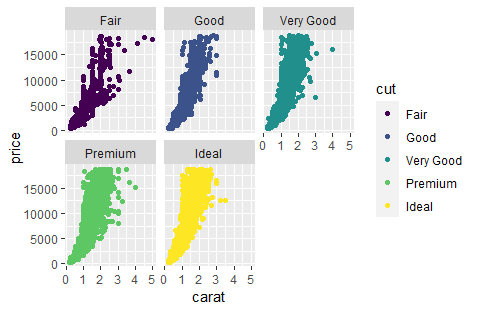 Fair Good Very Good
15000
10000
5000
0
0 1 2 3 4 5
Premium Ideal
15000
10000
5000
0
0 1 2 3 4 5 0 1 2 3 4 5
carat
price
cut
Fair
Good
Very Good
Premium
Ideal